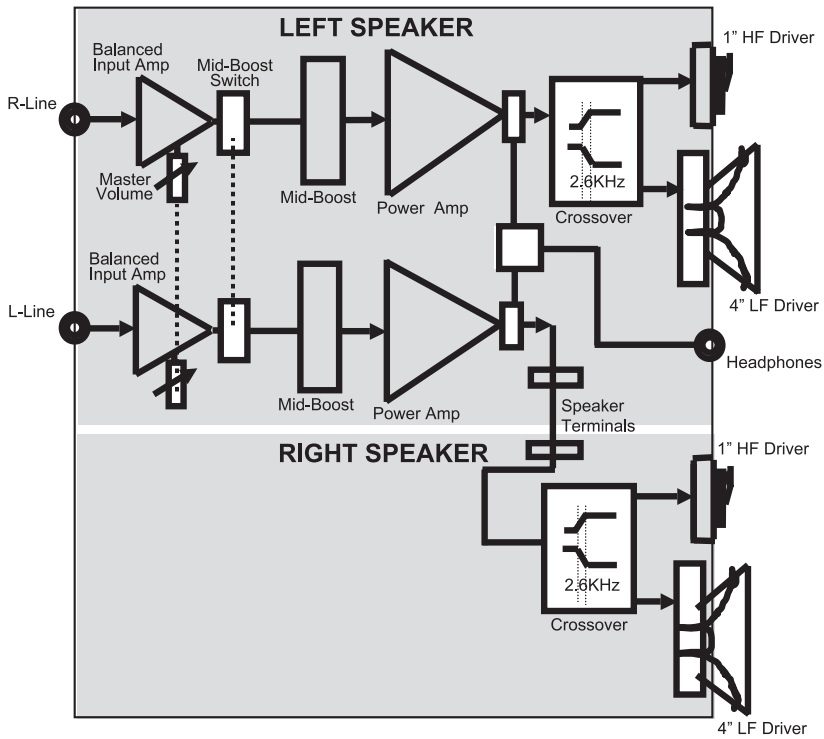 LEFT SPEAKER
1” HF Driver
Balanced
Input Amp
Mid-Boost
Switch
R-Line
Master
Volume
Mid-Boost
Power Amp
2.6KHz
Crossover
Balanced
Input Amp
4” LF Driver
L-Line
Headphones
Mid-Boost
Power Amp
Speaker
Terminals
RIGHT SPEAKER
1” HF Driver
2.6KHz
Crossover
4” LF Driver